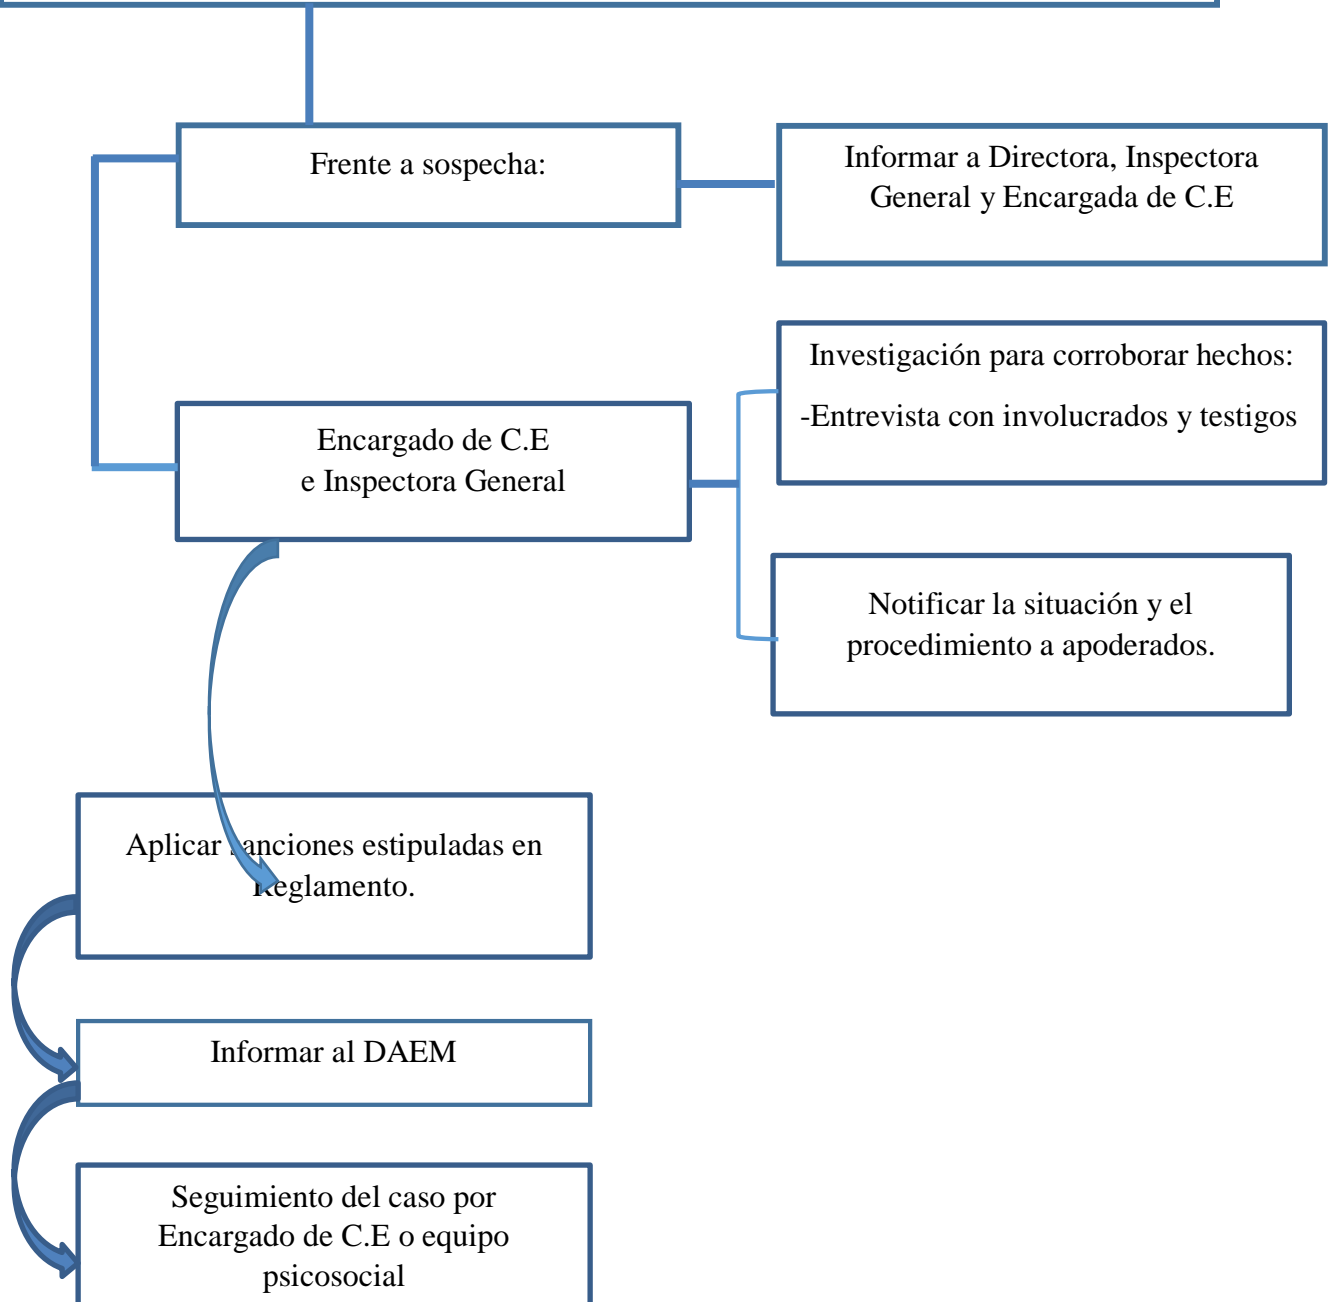 Frente a sospecha:
Informar a Directora, Inspectora
General y Encargada de C.E
Investigación para corroborar hechos:
-Entrevista con involucrados y testigos
Encargado de C.E
e Inspectora General
Notificar la situación y el
procedimiento a apoderados.
Aplicar sanciones estipuladas en
Reglamento.
Informar al DAEM
Seguimiento del caso por
Encargado de C.E o equipo
psicosocial